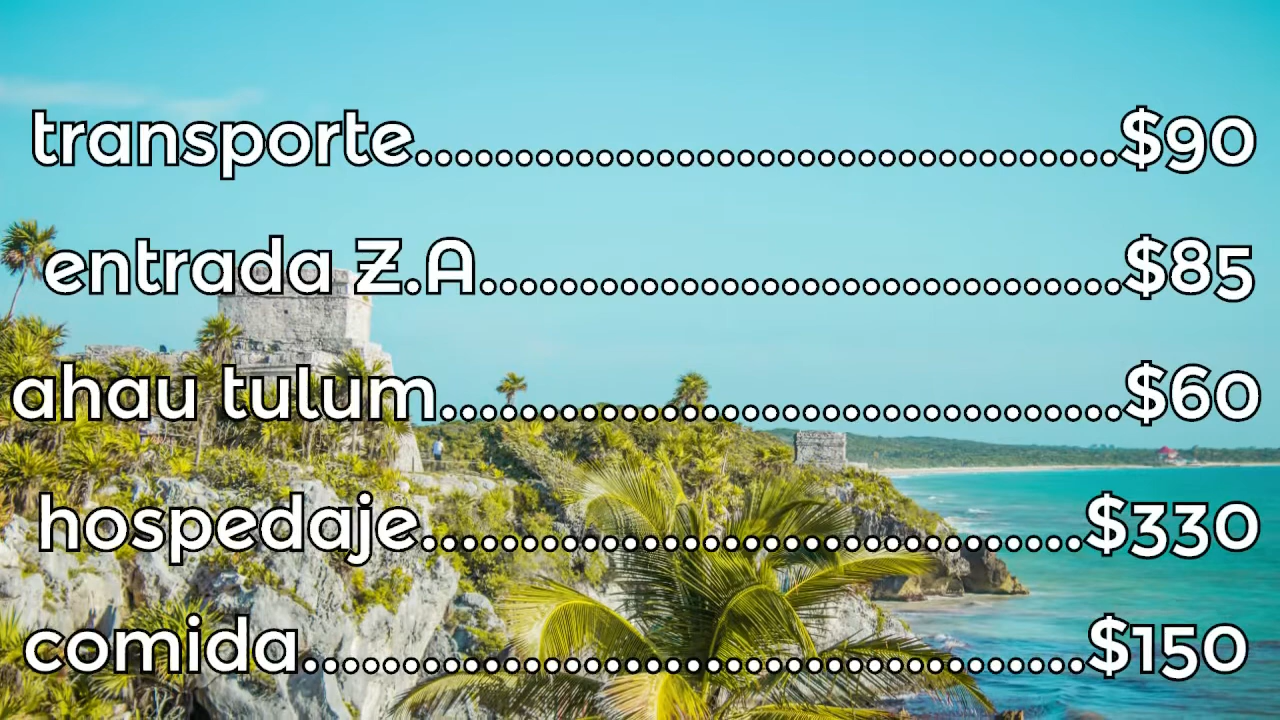 transporte...................................$90
entrada Z.A................................$85
ahau tulum..................................$60
hospedaje.................................$330
comida.......................................$150